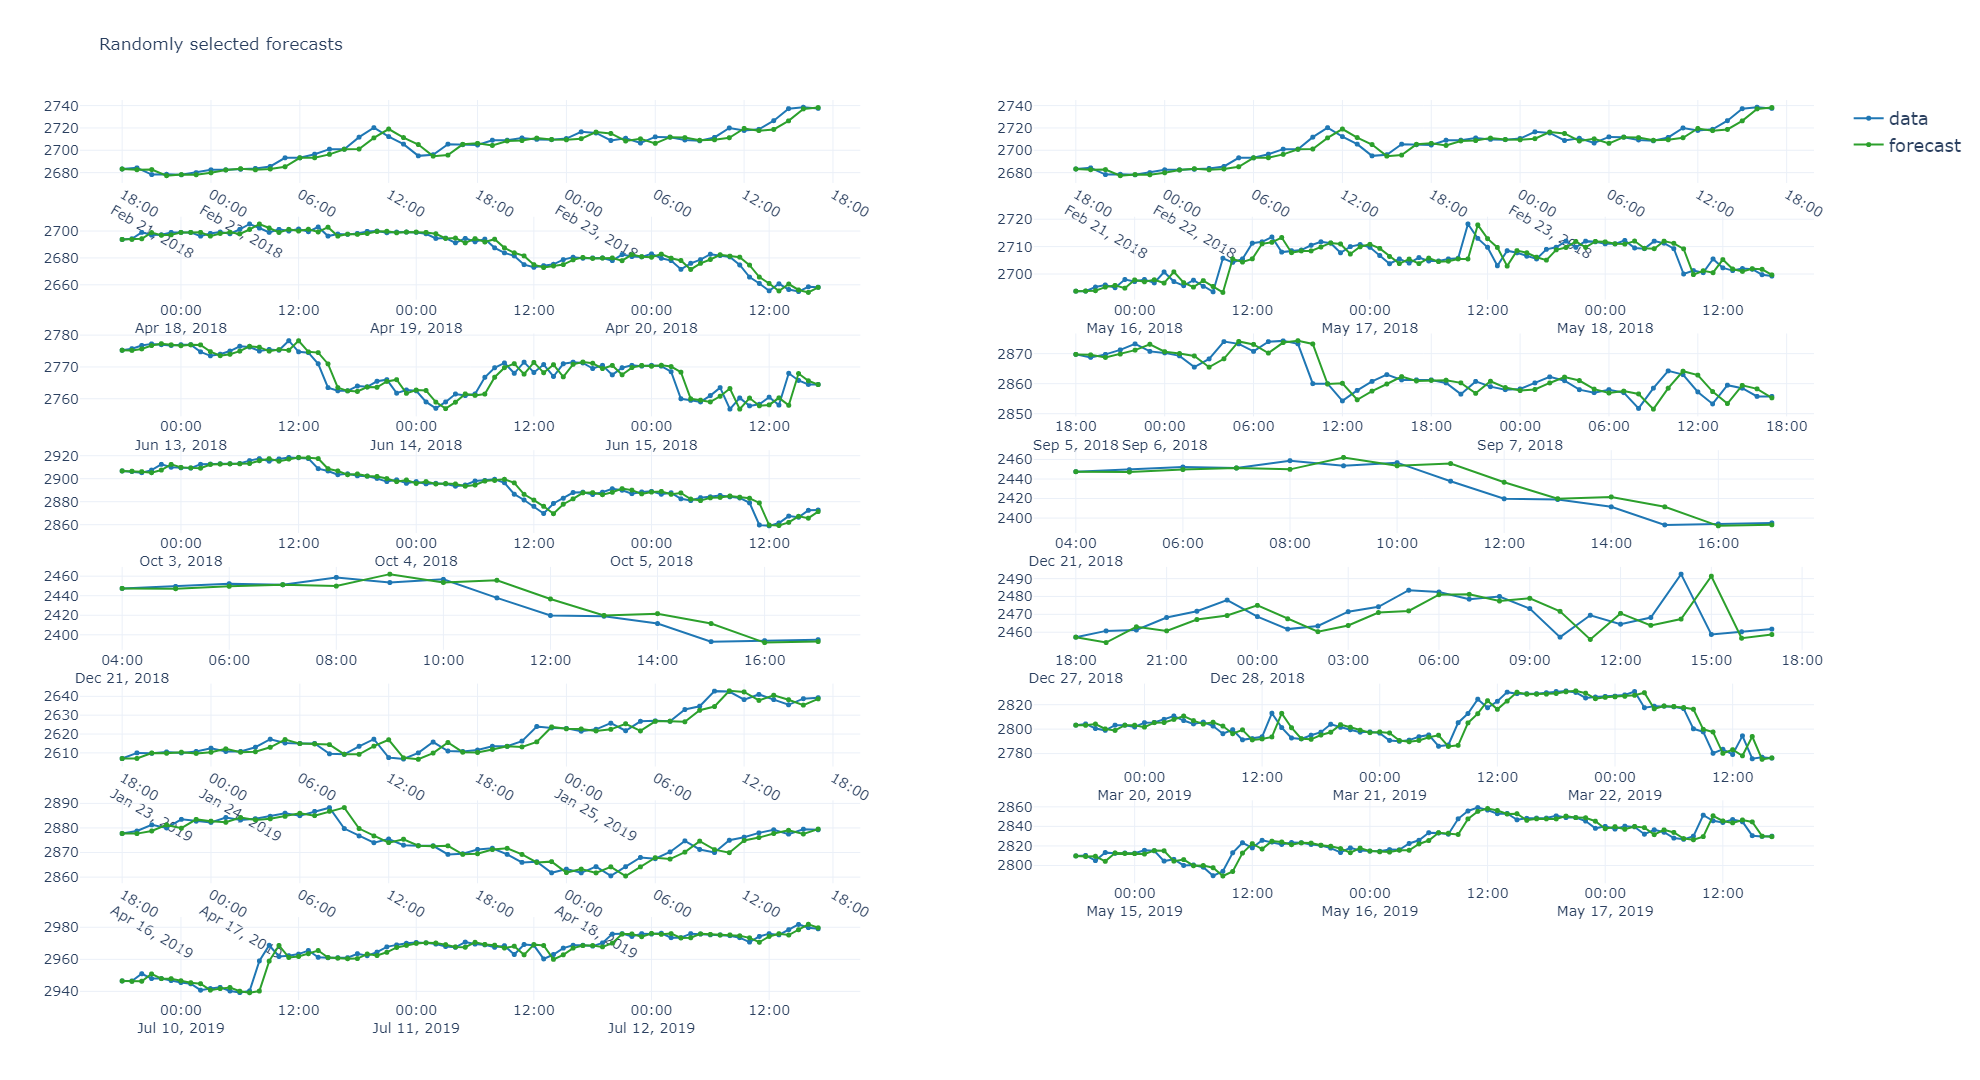 Randomly selected forecasts
data
forecast
2740
2720
2700
2680
18:00 00:00 06:00 12:00 18:00 00:00 06:00 12:00 18:00
Feb 21, 2018 Feb 22, 2018 Feb 23, 2018
2740
2720
2700
2680
18:00 00:00 06:00 12:00 18:00 00:00 06:00 12:00 18:00
Feb 21, 2018 Feb 22, 2018 Feb 23, 2018
2700
2680
2660
00:00 12:00 00:00 12:00 00:00 12:00
Apr 18, 2018 Apr 19, 2018 Apr 20, 2018
2720
2710
2700
00:00 12:00 00:00 12:00 00:00 12:00
May 16, 2018 May 17, 2018 May 18, 2018
2780
2770
2760
00:00 12:00 00:00 12:00 00:00 12:00
Jun 13, 2018 Jun 14, 2018 Jun 15, 2018
2870
2860
2850
18:00 00:00 06:00 12:00 18:00 00:00 06:00 12:00 18:00
Sep 5, 2018 Sep 6, 2018 Sep 7, 2018
2920
2900
2880
2860
00:00 12:00 00:00 12:00 00:00 12:00
Oct 3, 2018 Oct 4, 2018 Oct 5, 2018
2460
2440
2420
2400
04:00 06:00 08:00 10:00 12:00 14:00 16:00
Dec 21, 2018
2460
2440
2420
2400
04:00 06:00 08:00 10:00 12:00 14:00 16:00
Dec 21, 2018
2490
2480
2470
2460
18:00 21:00 00:00 03:00 06:00 09:00 12:00 15:00 18:00
Dec 27, 2018 Dec 28, 2018
2640
2630
2620
2610
18:00 00:00 06:00 12:00 18:00 00:00 06:00 12:00 18:00
Jan 23, 2019 Jan 24, 2019 Jan 25, 2019
2820
2800
2780
00:00 12:00 00:00 12:00 00:00 12:00
Mar 20, 2019 Mar 21, 2019 Mar 22, 2019
2890
2880
2870
2860
18:00 00:00 06:00 12:00 18:00 00:00 06:00 12:00 18:00
Apr 16, 2019 Apr 17, 2019 Apr 18, 2019
2860
2840
2820
2800
00:00 12:00 00:00 12:00 00:00 12:00
May 15, 2019 May 16, 2019 May 17, 2019
2980
2960
2940
00:00 12:00 00:00 12:00 00:00 12:00
Jul 10, 2019 Jul 11, 2019 Jul 12, 2019